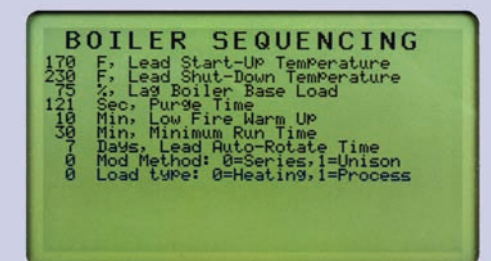 BOILER SEQUENCING
170 F, Lead Start-Up Temperature
230 F, Lead Shut-Down Temperature
75 %, Lag Boiler Base Load
121 Sec, Purge Time
10 Min, Low Fire Warm Up
30 Min, Minimum Run Time
7 Days, Lead Auto-Rotate Time
0 Mod Method: 0=Series,1=Unison
0 Load type: 0=Heating,1=Process